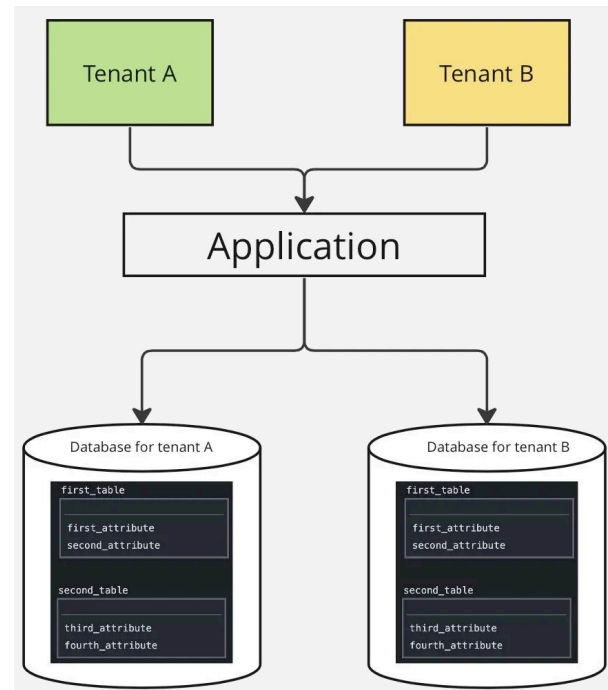 Tenant A
Tenant B
Application
Database for tenant A
first_table
first_attribute
second_attribute
second_table
third_attribute
fourth_attribute
Database for tenant B
first_table
first_attribute
second_attribute
second_table
third_attribute
fourth_attribute